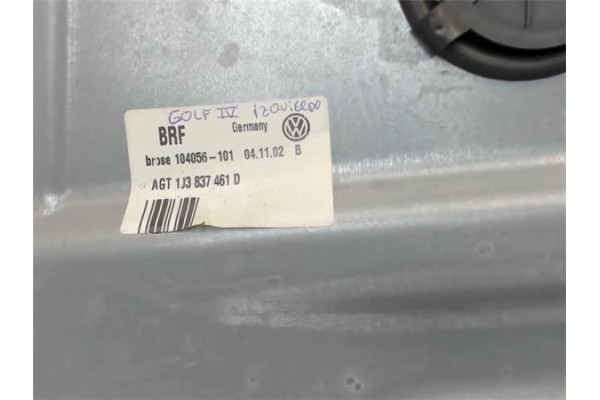 GOLF IV IZQUIERDO
BRF Germany
brose 104056-101 04.11.02 B
AGT 1J3 837 461 D